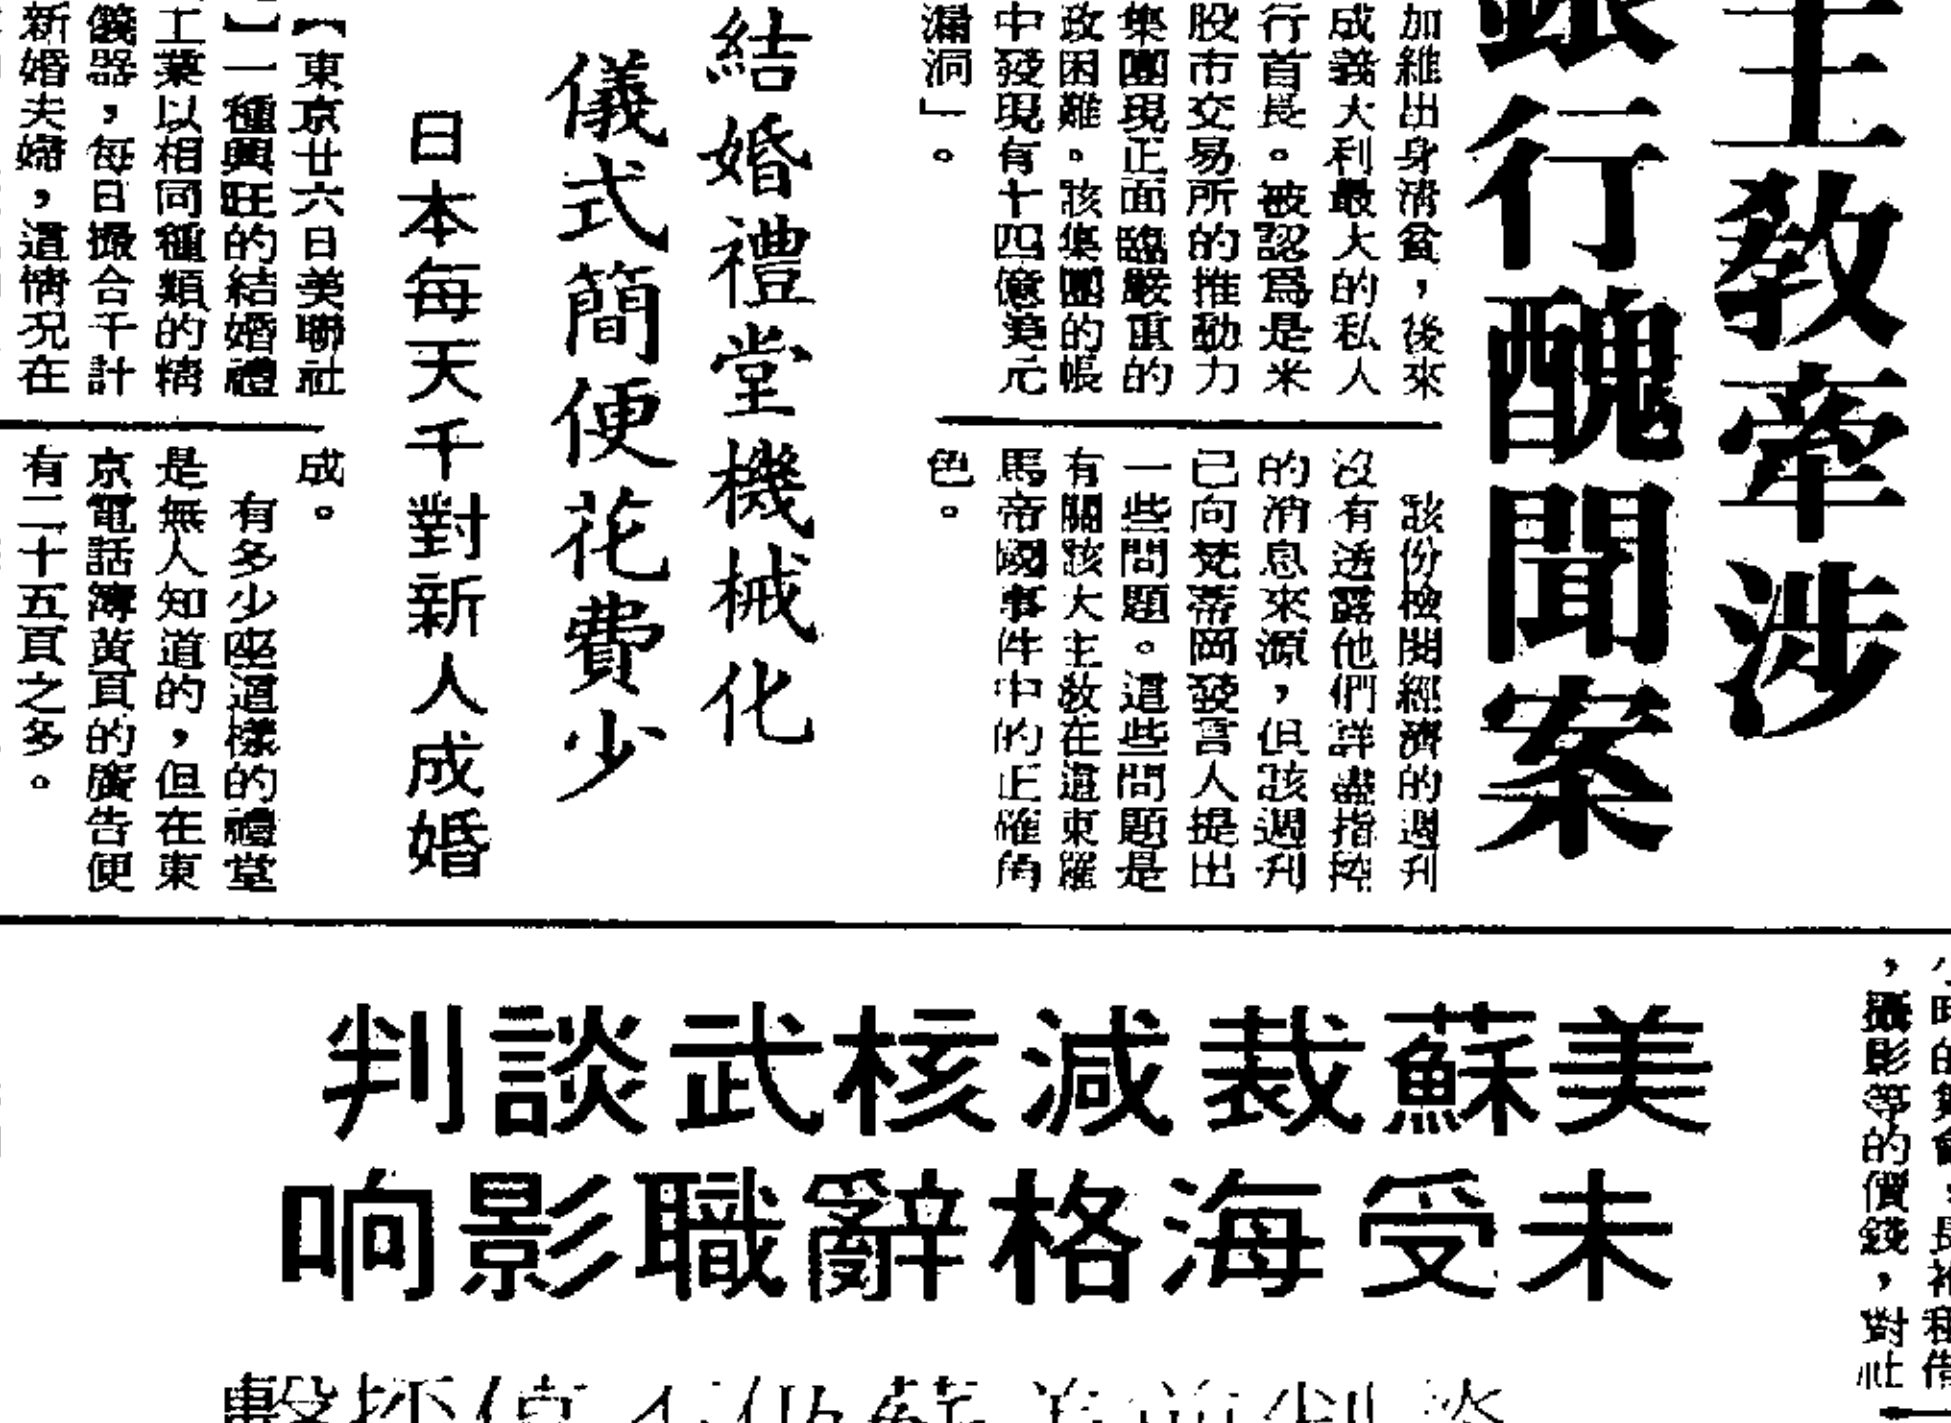 主教牽涉
銀行醜聞案
加維出身清貧，後來
成義大利最大的私人
行首長。被認為是米
股市交易所的推動力
集團現正面臨嚴重的
政困難。該集團的帳
中發現有十四億美元
漏洞」。
該份檢閱經濟的週刊
沒有透露他們詳盡指控
的消息來源，但該週刊
已向梵蒂岡發言人提出
一些問題。這些問題是
有關該大主教在這東羅
馬帝國事件中的正確角
色。
結婚禮堂機械化
儀式簡便花費少
日本每天千對新人成婚
【東京廿六日美聯社
】一種興旺的結婚禮
工業以相同種類的精
儀器，每日撮合千計
新婚夫婦，這情況在
成。
有多少座這樣的禮堂
是無人知道的，但在東
京電話簿黃頁的廣告便
有二十五頁之多。
美蘇裁減核武談判
未受海格辭職影响
，攝影等的價錢，對社